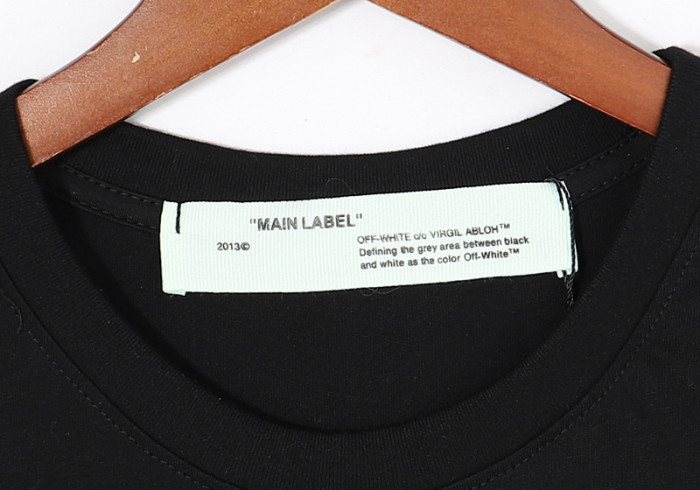 "MAIN LABEL"
2013©
OFF-WHITE c/o VIRGIL ABLOH™
Defining the grey area between black
and white as the color Off-White™